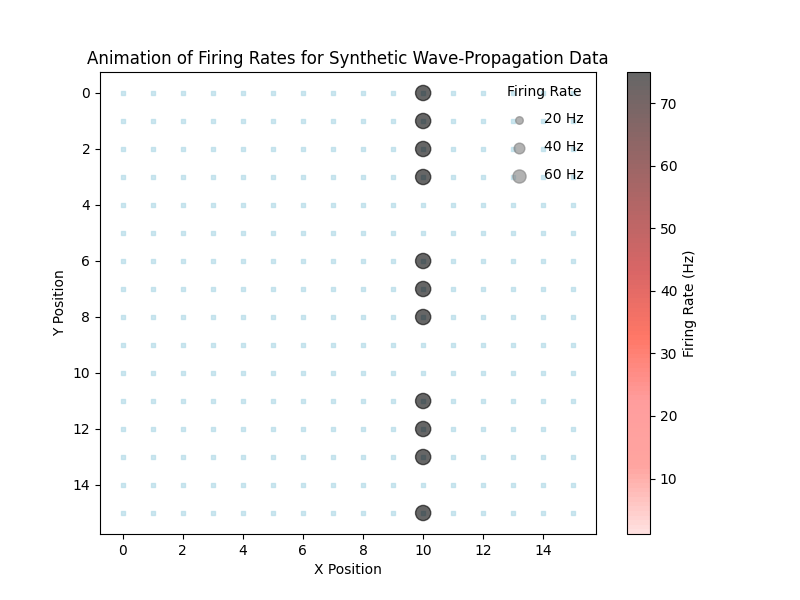 Animation of Firing Rates for Synthetic Wave-Propagation Data
Firing Rate
20 Hz
40 Hz
60 Hz
0
2
4
6
8
10
12
14
Y Position
0 2 4 6 8 10 12 14
X Position
70
60
50
40
30
20
10
Firing Rate (Hz)